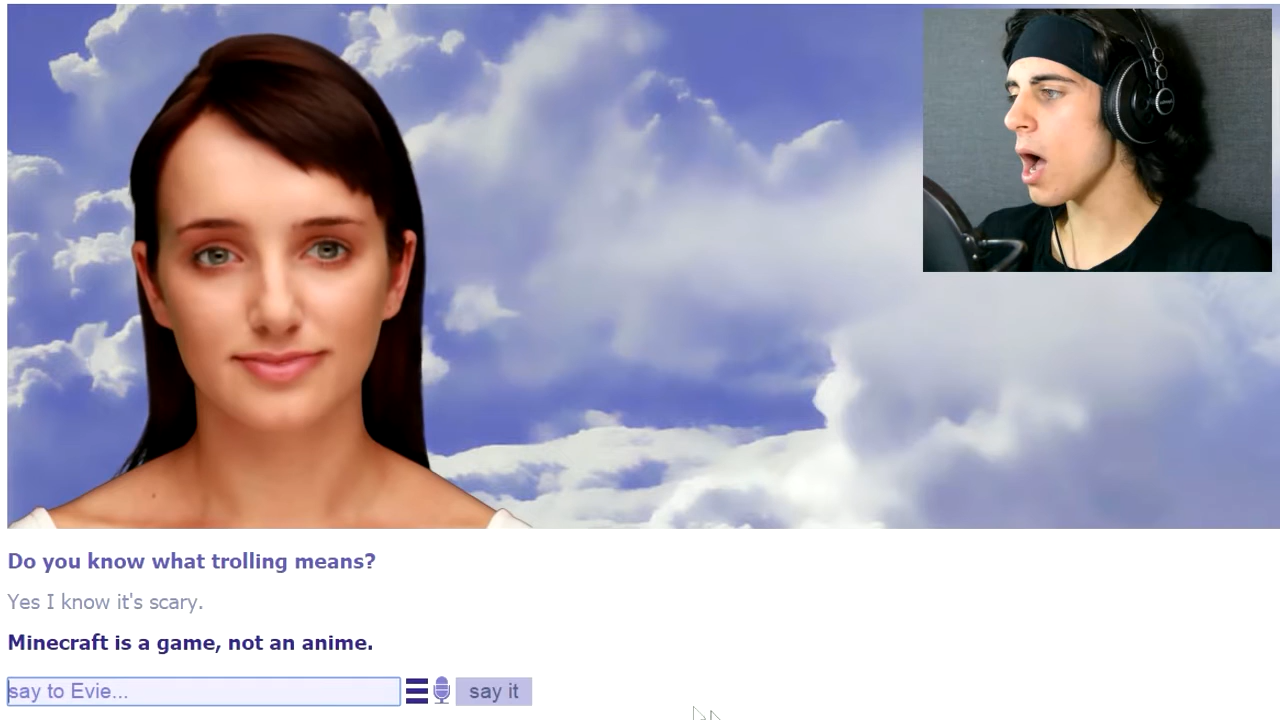 Do you know what trolling means?
Yes I know it's scary.
Minecraft is a game, not an anime.
say to Evie...
say it